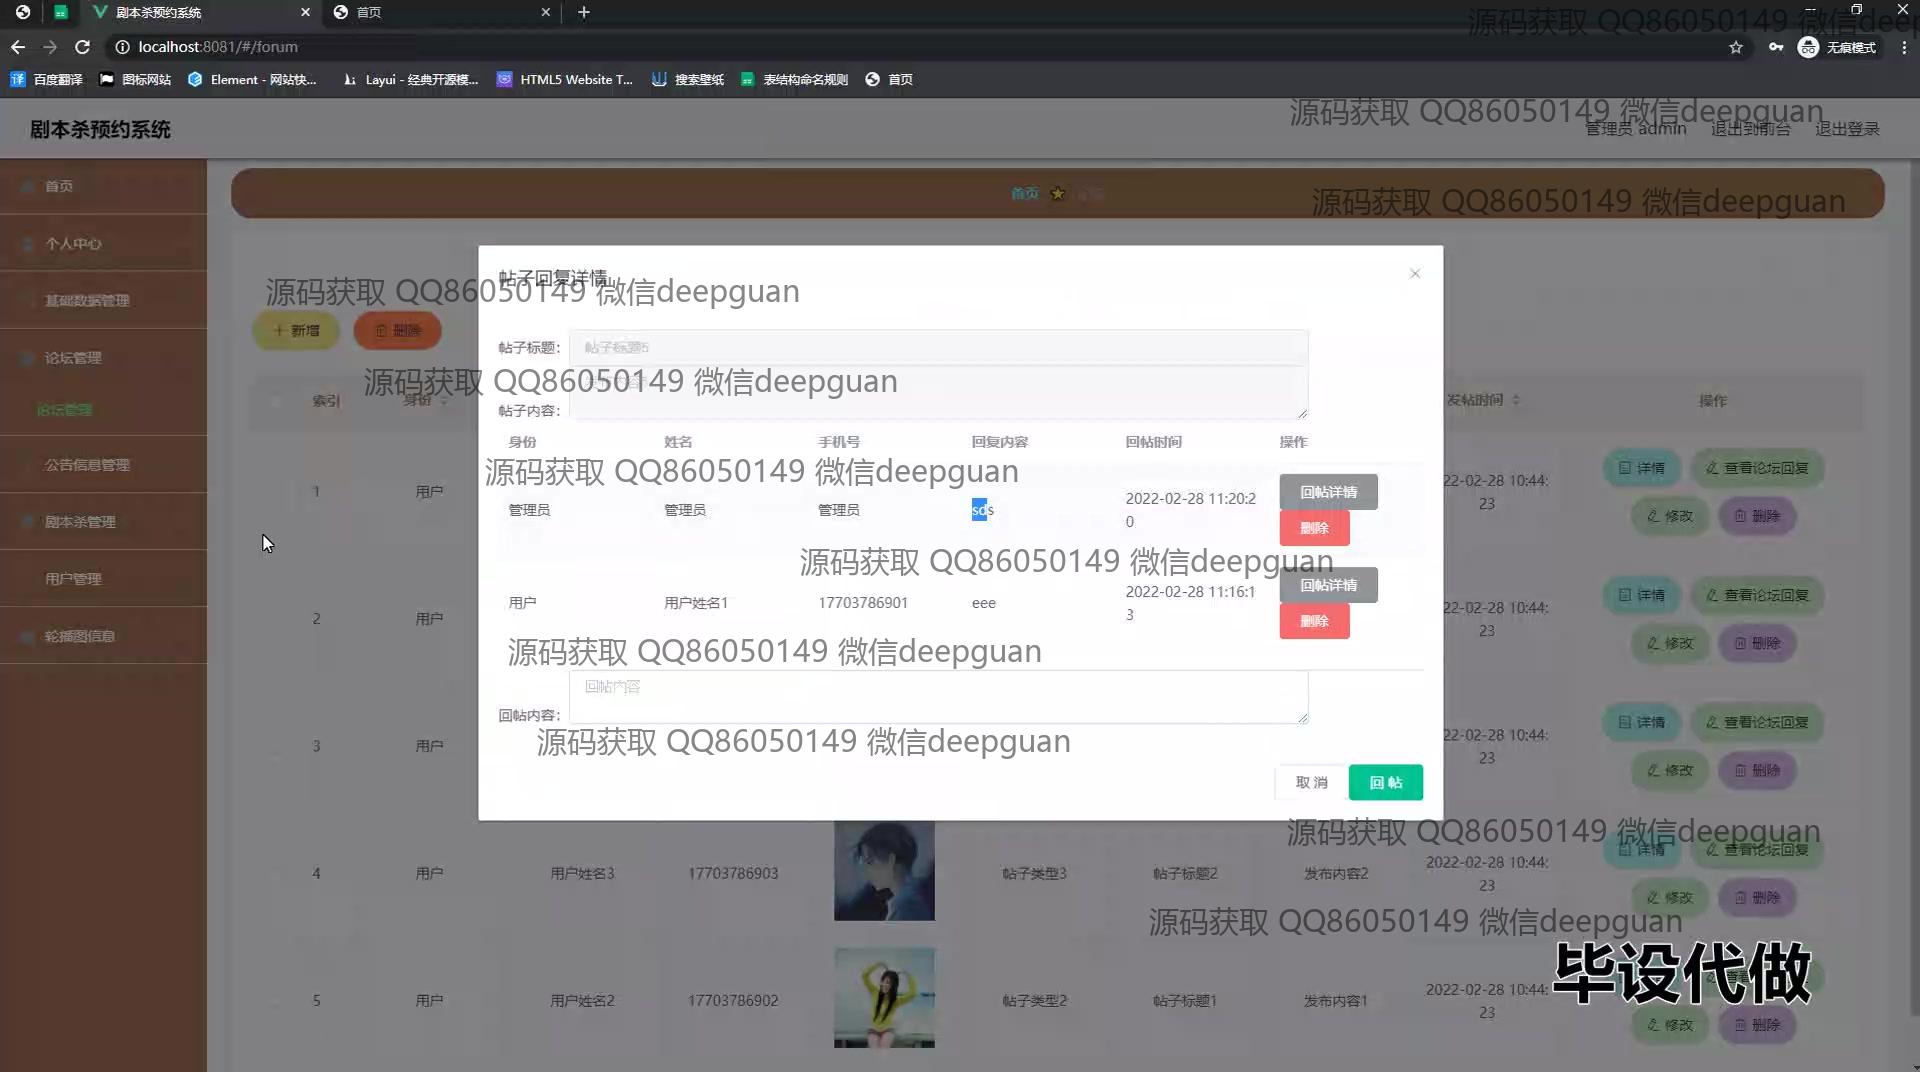 剧本杀预约系统
首页
localhost:8081/#/forum
无痕模式
百度翻译
图标网站
Element - 网站快...
Layui - 经典开源模...
HTML5 Website T...
搜索壁纸
表结构命名规则
首页
源码获取 QQ86050149 微信deep
剧本杀预约系统
源码获取 QQ86050149 微信deepguan
管理员 admin
退出到前台
退出登录
首页
个人中心
基础数据管理
论坛管理
论坛管理
公告信息管理
剧本杀管理
用户管理
轮播图信息
首页
源码获取 QQ86050149 微信deepguan
新增
删除
索引
身份
发帖时间
操作
帖子回复详情
源码获取 QQ86050149 微信deepguan
帖子标题:
帖子标题5
源码获取 QQ86050149 微信deepguan
帖子内容:
身份 姓名 手机号 回复内容 回帖时间 操作
源码获取 QQ86050149 微信deepguan
管理员 管理员 管理员 sds 2022-02-28 11:20:2
0
回帖详情
删除
源码获取 QQ86050149 微信deepguan
用户 用户姓名1 17703786901 eee 2022-02-28 11:16:1
3
回帖详情
删除
源码获取 QQ86050149 微信deepguan
回帖内容:
回帖内容
源码获取 QQ86050149 微信deepguan
取消
回帖
1 用户 22-02-28 10:44:
23
详情 查看论坛回复
修改 删除
2 用户 22-02-28 10:44:
23
详情 查看论坛回复
修改 删除
3 用户 22-02-28 10:44:
23
详情 查看论坛回复
修改 删除
源码获取 QQ86050149 微信deepguan
4 用户 用户姓名3 17703786903 帖子类型3 帖子标题2 发布内容2 2022-02-28 10:44:
23
详情 查看论坛回复
修改 删除
源码获取 QQ86050149 微信deepguan
5 用户 用户姓名2 17703786902 帖子类型2 帖子标题1 发布内容1 2022-02-28 10:44:
23
毕设代做
修改 删除